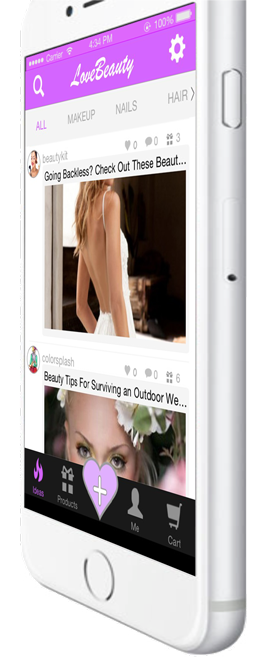 Carrier 4:34 PM 100%
LoveBeauty
ALL MAKEUP NAILS HAIR
0 0 3
beautykit
Going Backless? Check Out These Beaut...
0 0 6
colorsplash
Beauty Tips For Surviving an Outdoor We...
Ideas Products Me Cart